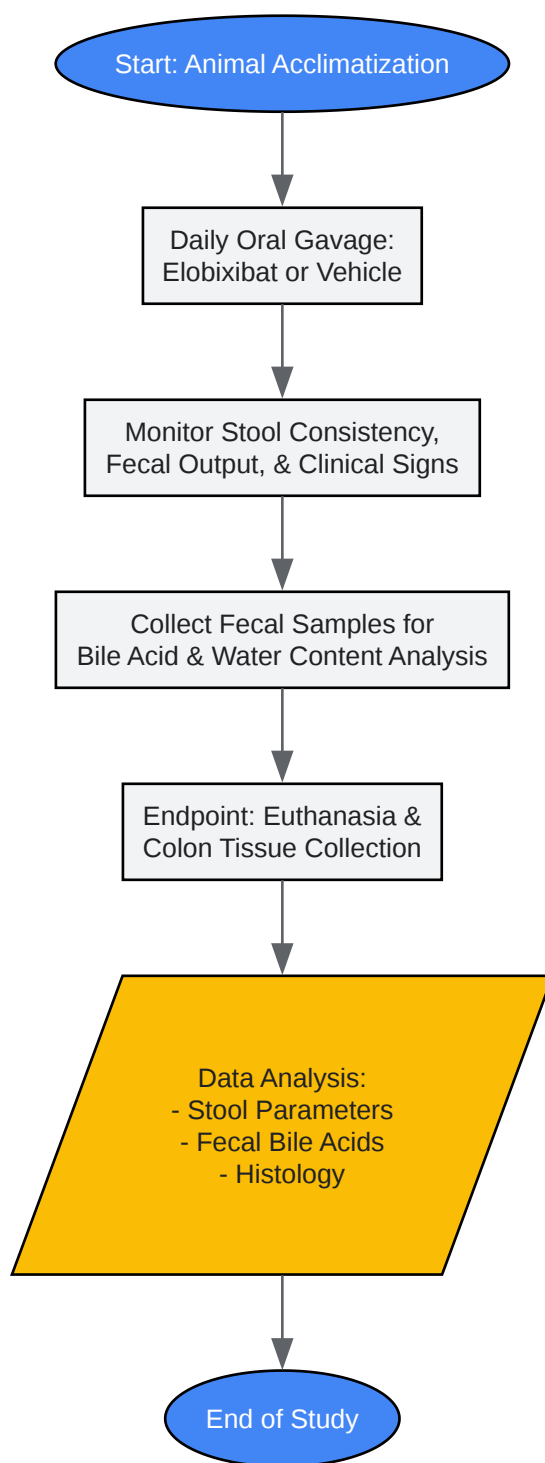 Start: Animal Acclimatization
Daily Oral Gavage:
Elobixibat or Vehicle
Monitor Stool Consistency,
Fecal Output, & Clinical Signs
Collect Fecal Samples for
Bile Acid & Water Content Analysis
Endpoint: Euthanasia &
Colon Tissue Collection
Data Analysis:
- Stool Parameters
- Fecal Bile Acids
- Histology
End of Study